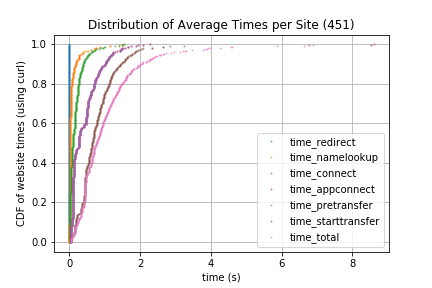 Distribution of Average Times per Site (451)
CDF of website times (using curl)
1.0
0.8
0.6
0.4
0.2
0.0
time_redirect
time_namelookup
time_connect
time_appconnect
time_pretransfer
time_starttransfer
time_total
0 2 4 6 8
time (s)